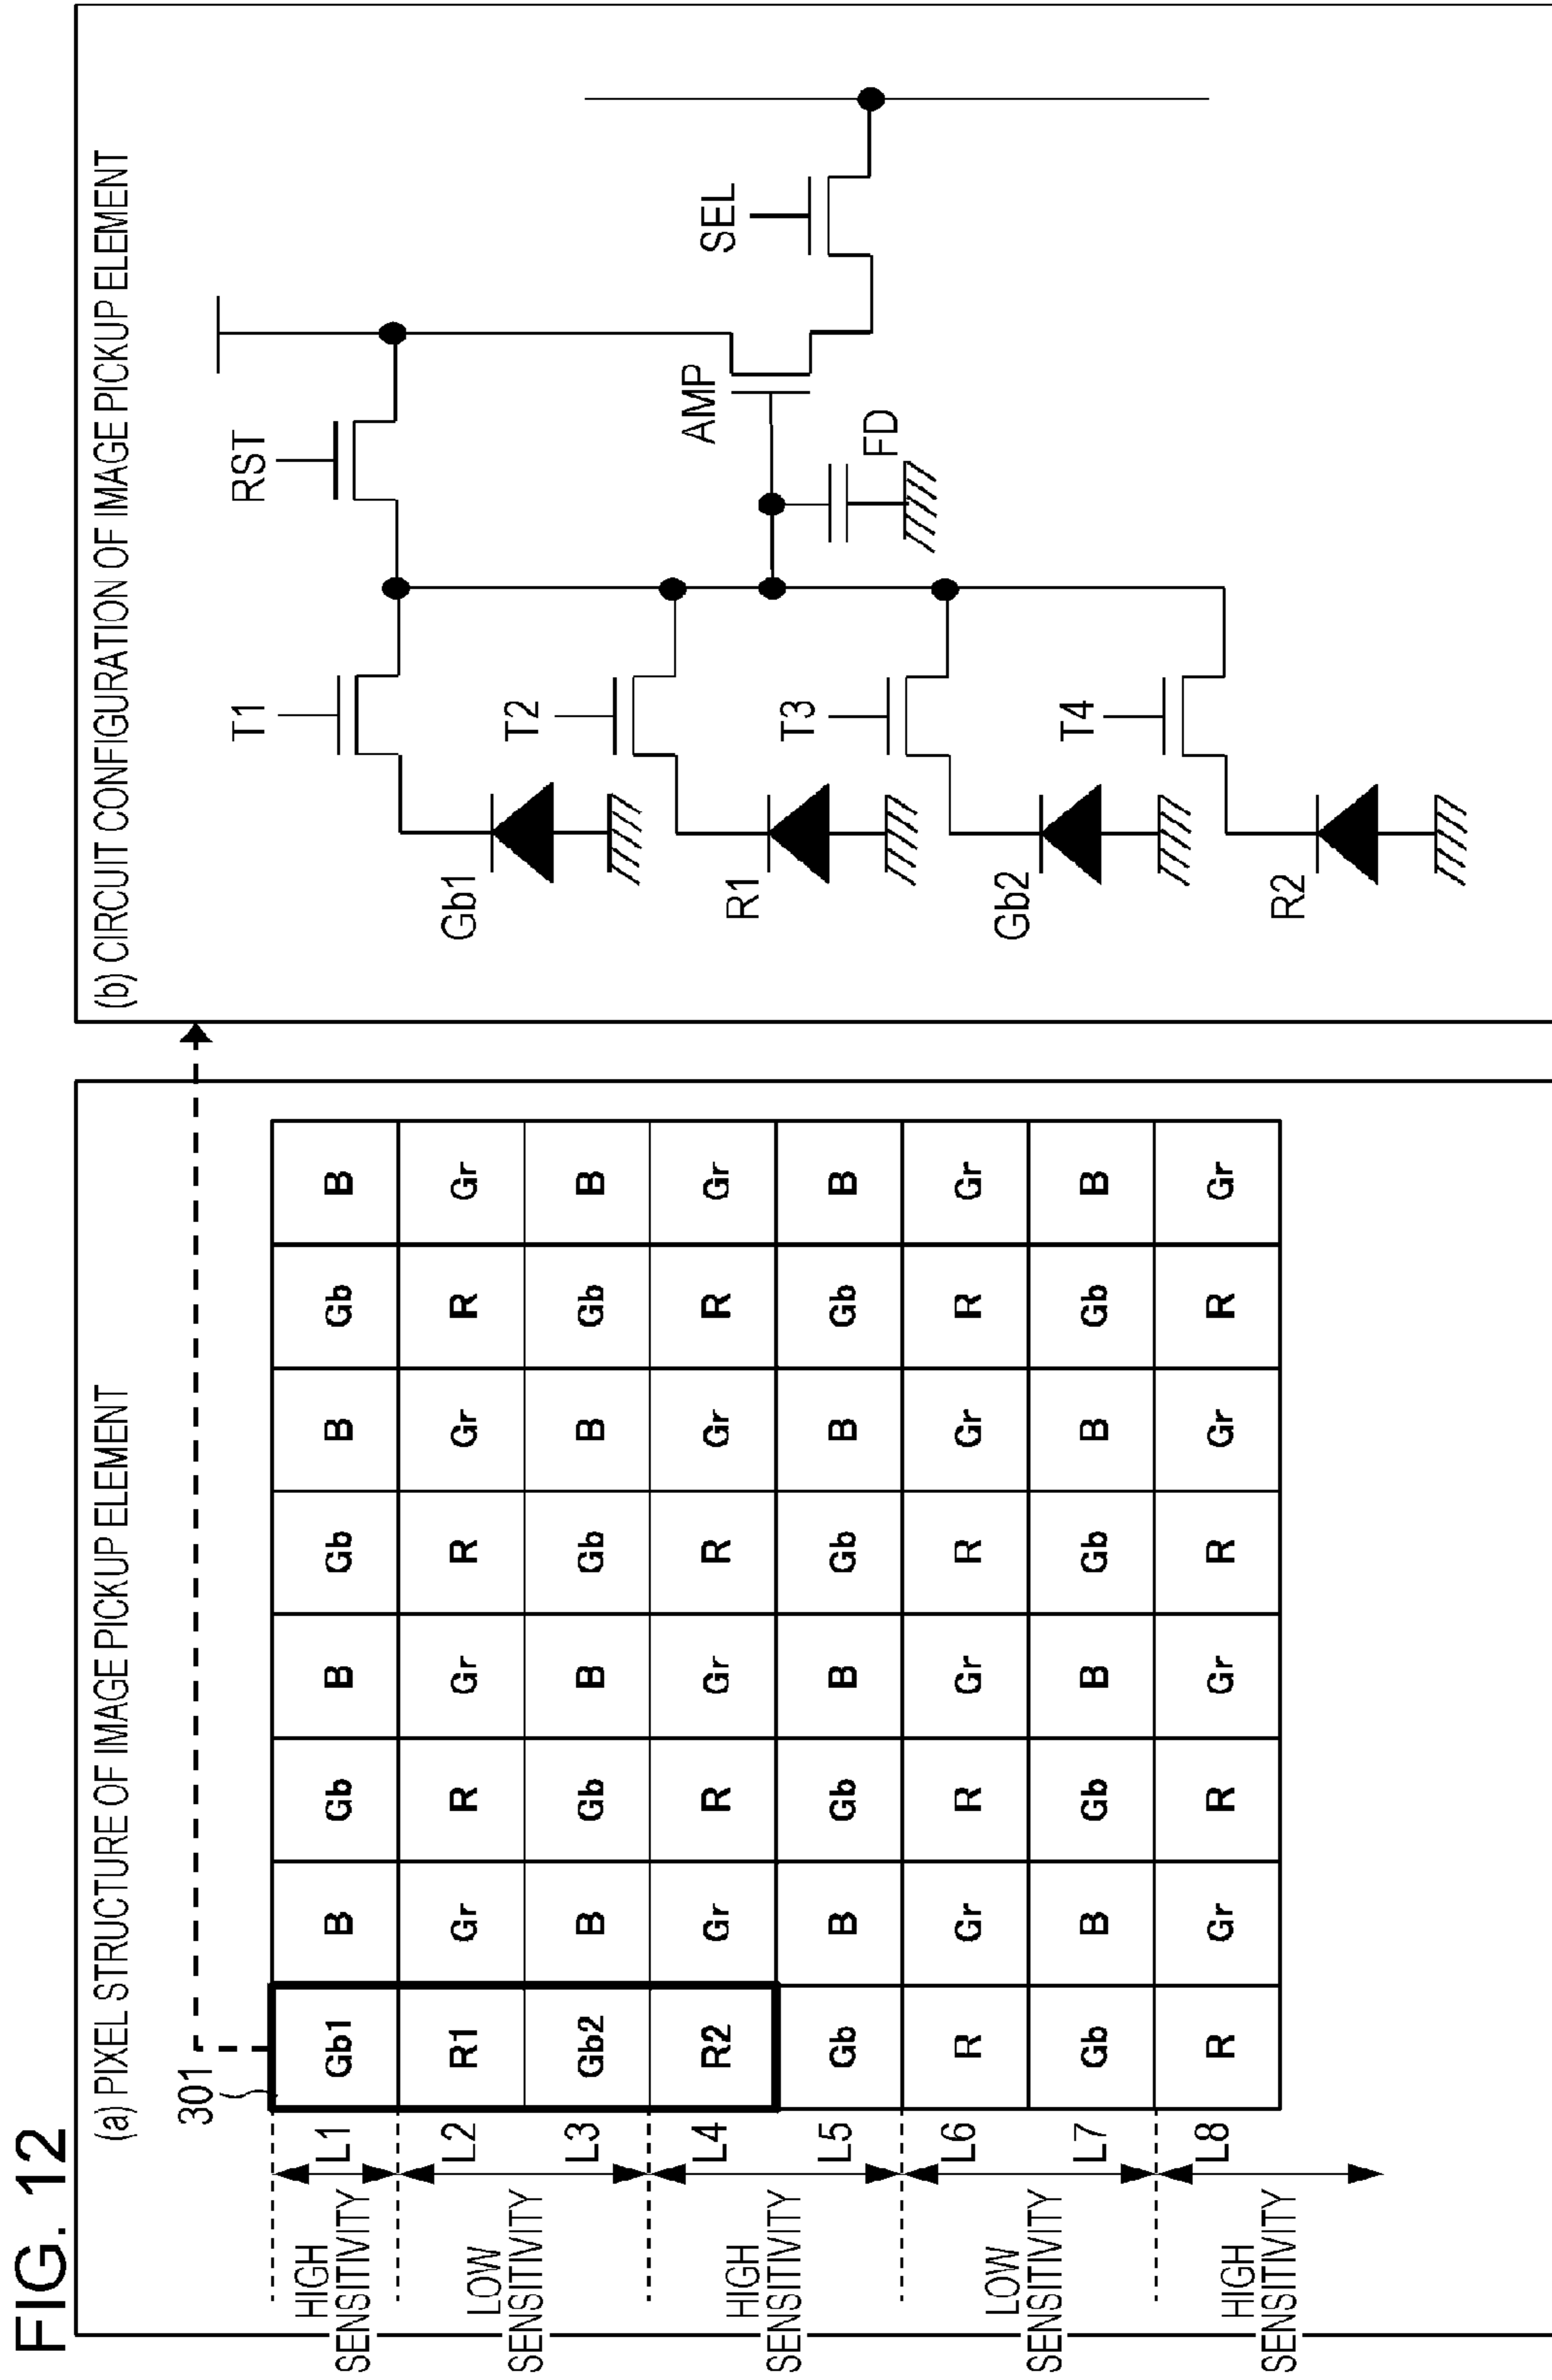 FIG. 12
(a) PIXEL STRUCTURE OF IMAGE PICKUP ELEMENT
301
HIGH SENSITIVITY
L1
Gb1 B Gb B Gb B Gb B
LOW SENSITIVITY
L2
R1 Gr R Gr R Gr R Gr
L3
Gb2 B Gb B Gb B Gb B
HIGH SENSITIVITY
L4
R2 Gr R Gr R Gr R Gr
L5
Gb B Gb B Gb B Gb B
LOW SENSITIVITY
L6
R Gr R Gr R Gr R Gr
L7
Gb B Gb B Gb B Gb B
HIGH SENSITIVITY
L8
R Gr R Gr R Gr R Gr
(b) CIRCUIT CONFIGURATION OF IMAGE PICKUP ELEMENT
T1
RST
Gb1
T2
AMP
SEL
R1
FD
T3
Gb2
T4
R2